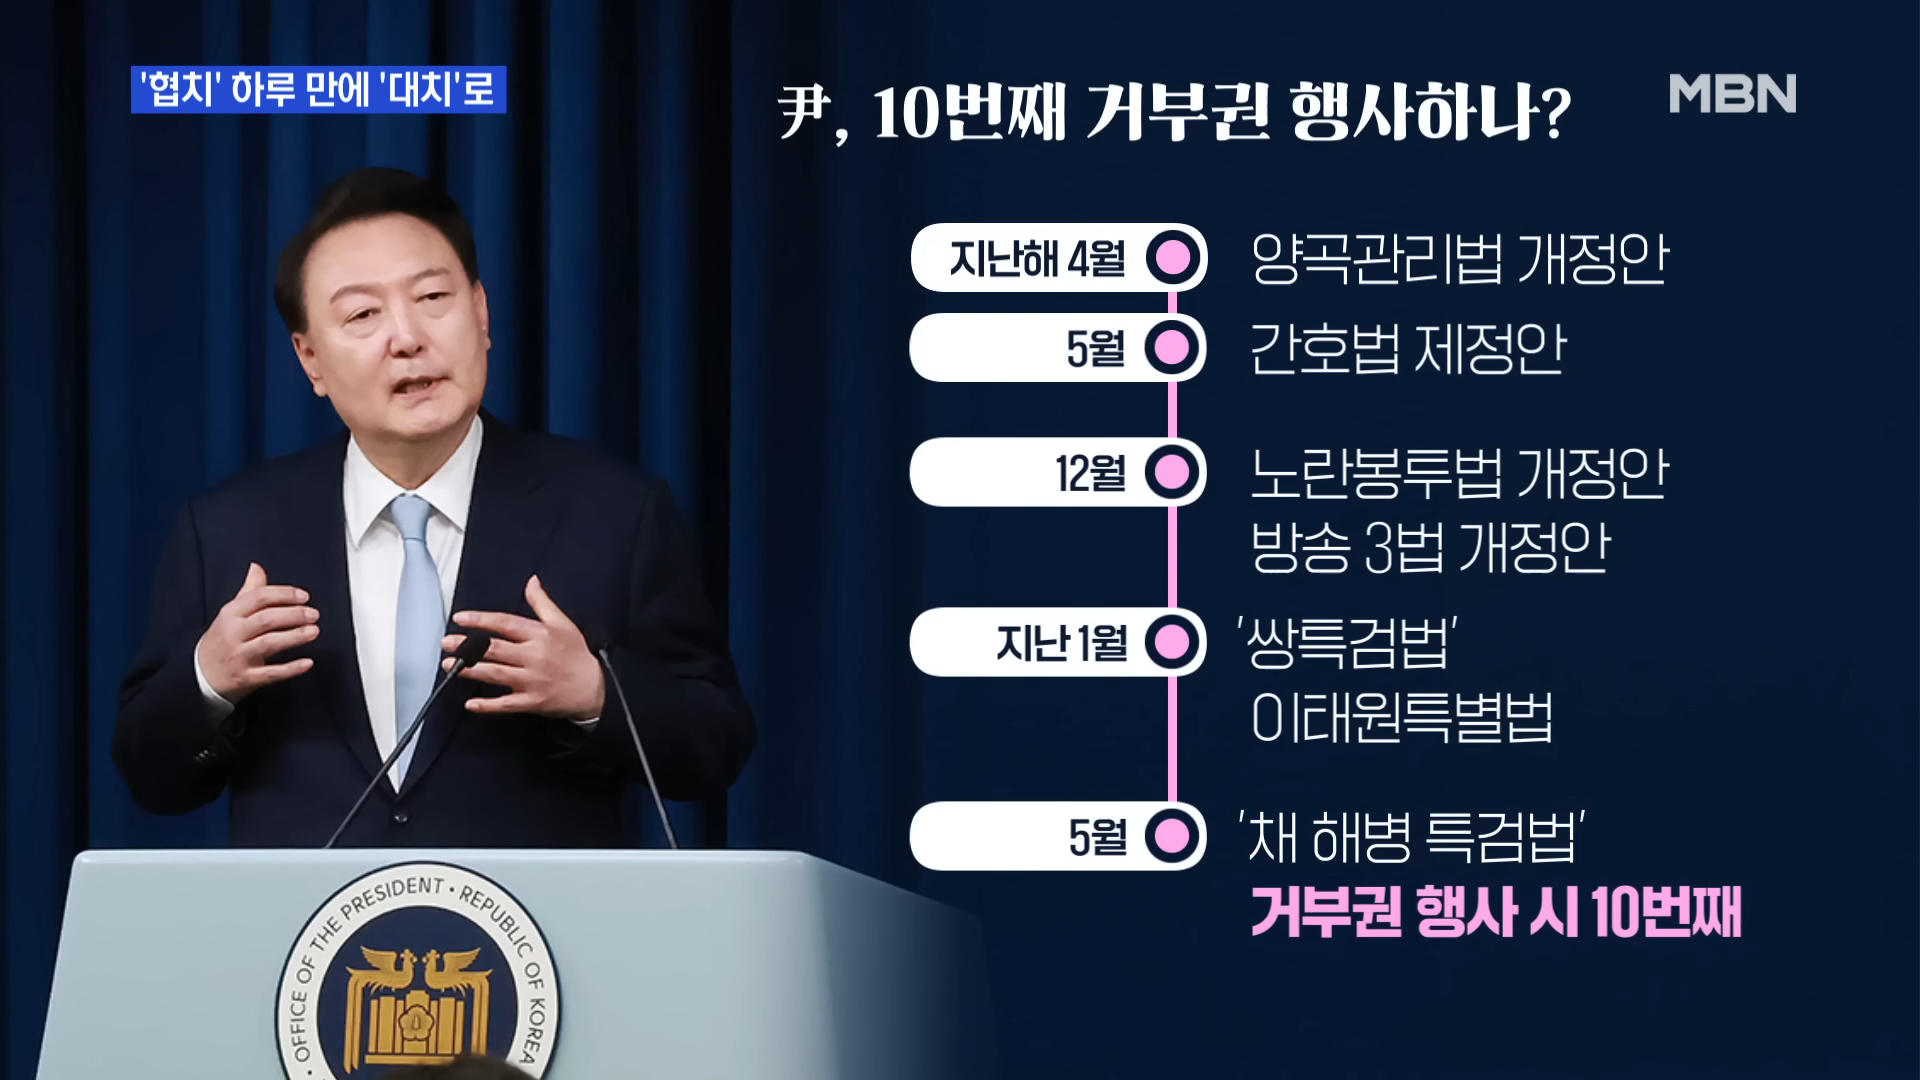 '협치' 하루 만에 '대치'로
尹, 10번째 거부권 행사하나?
MBN
지난해 4월 양곡관리법 개정안
5월 간호법 제정안
12월 노란봉투법 개정안
방송 3법 개정안
지난 1월 '쌍특검법'
이태원특별법
5월 '채 해병 특검법'
거부권 행사 시 10번째
OFFICE OF THE PRESIDENT · REPUBLIC OF KOREA ·